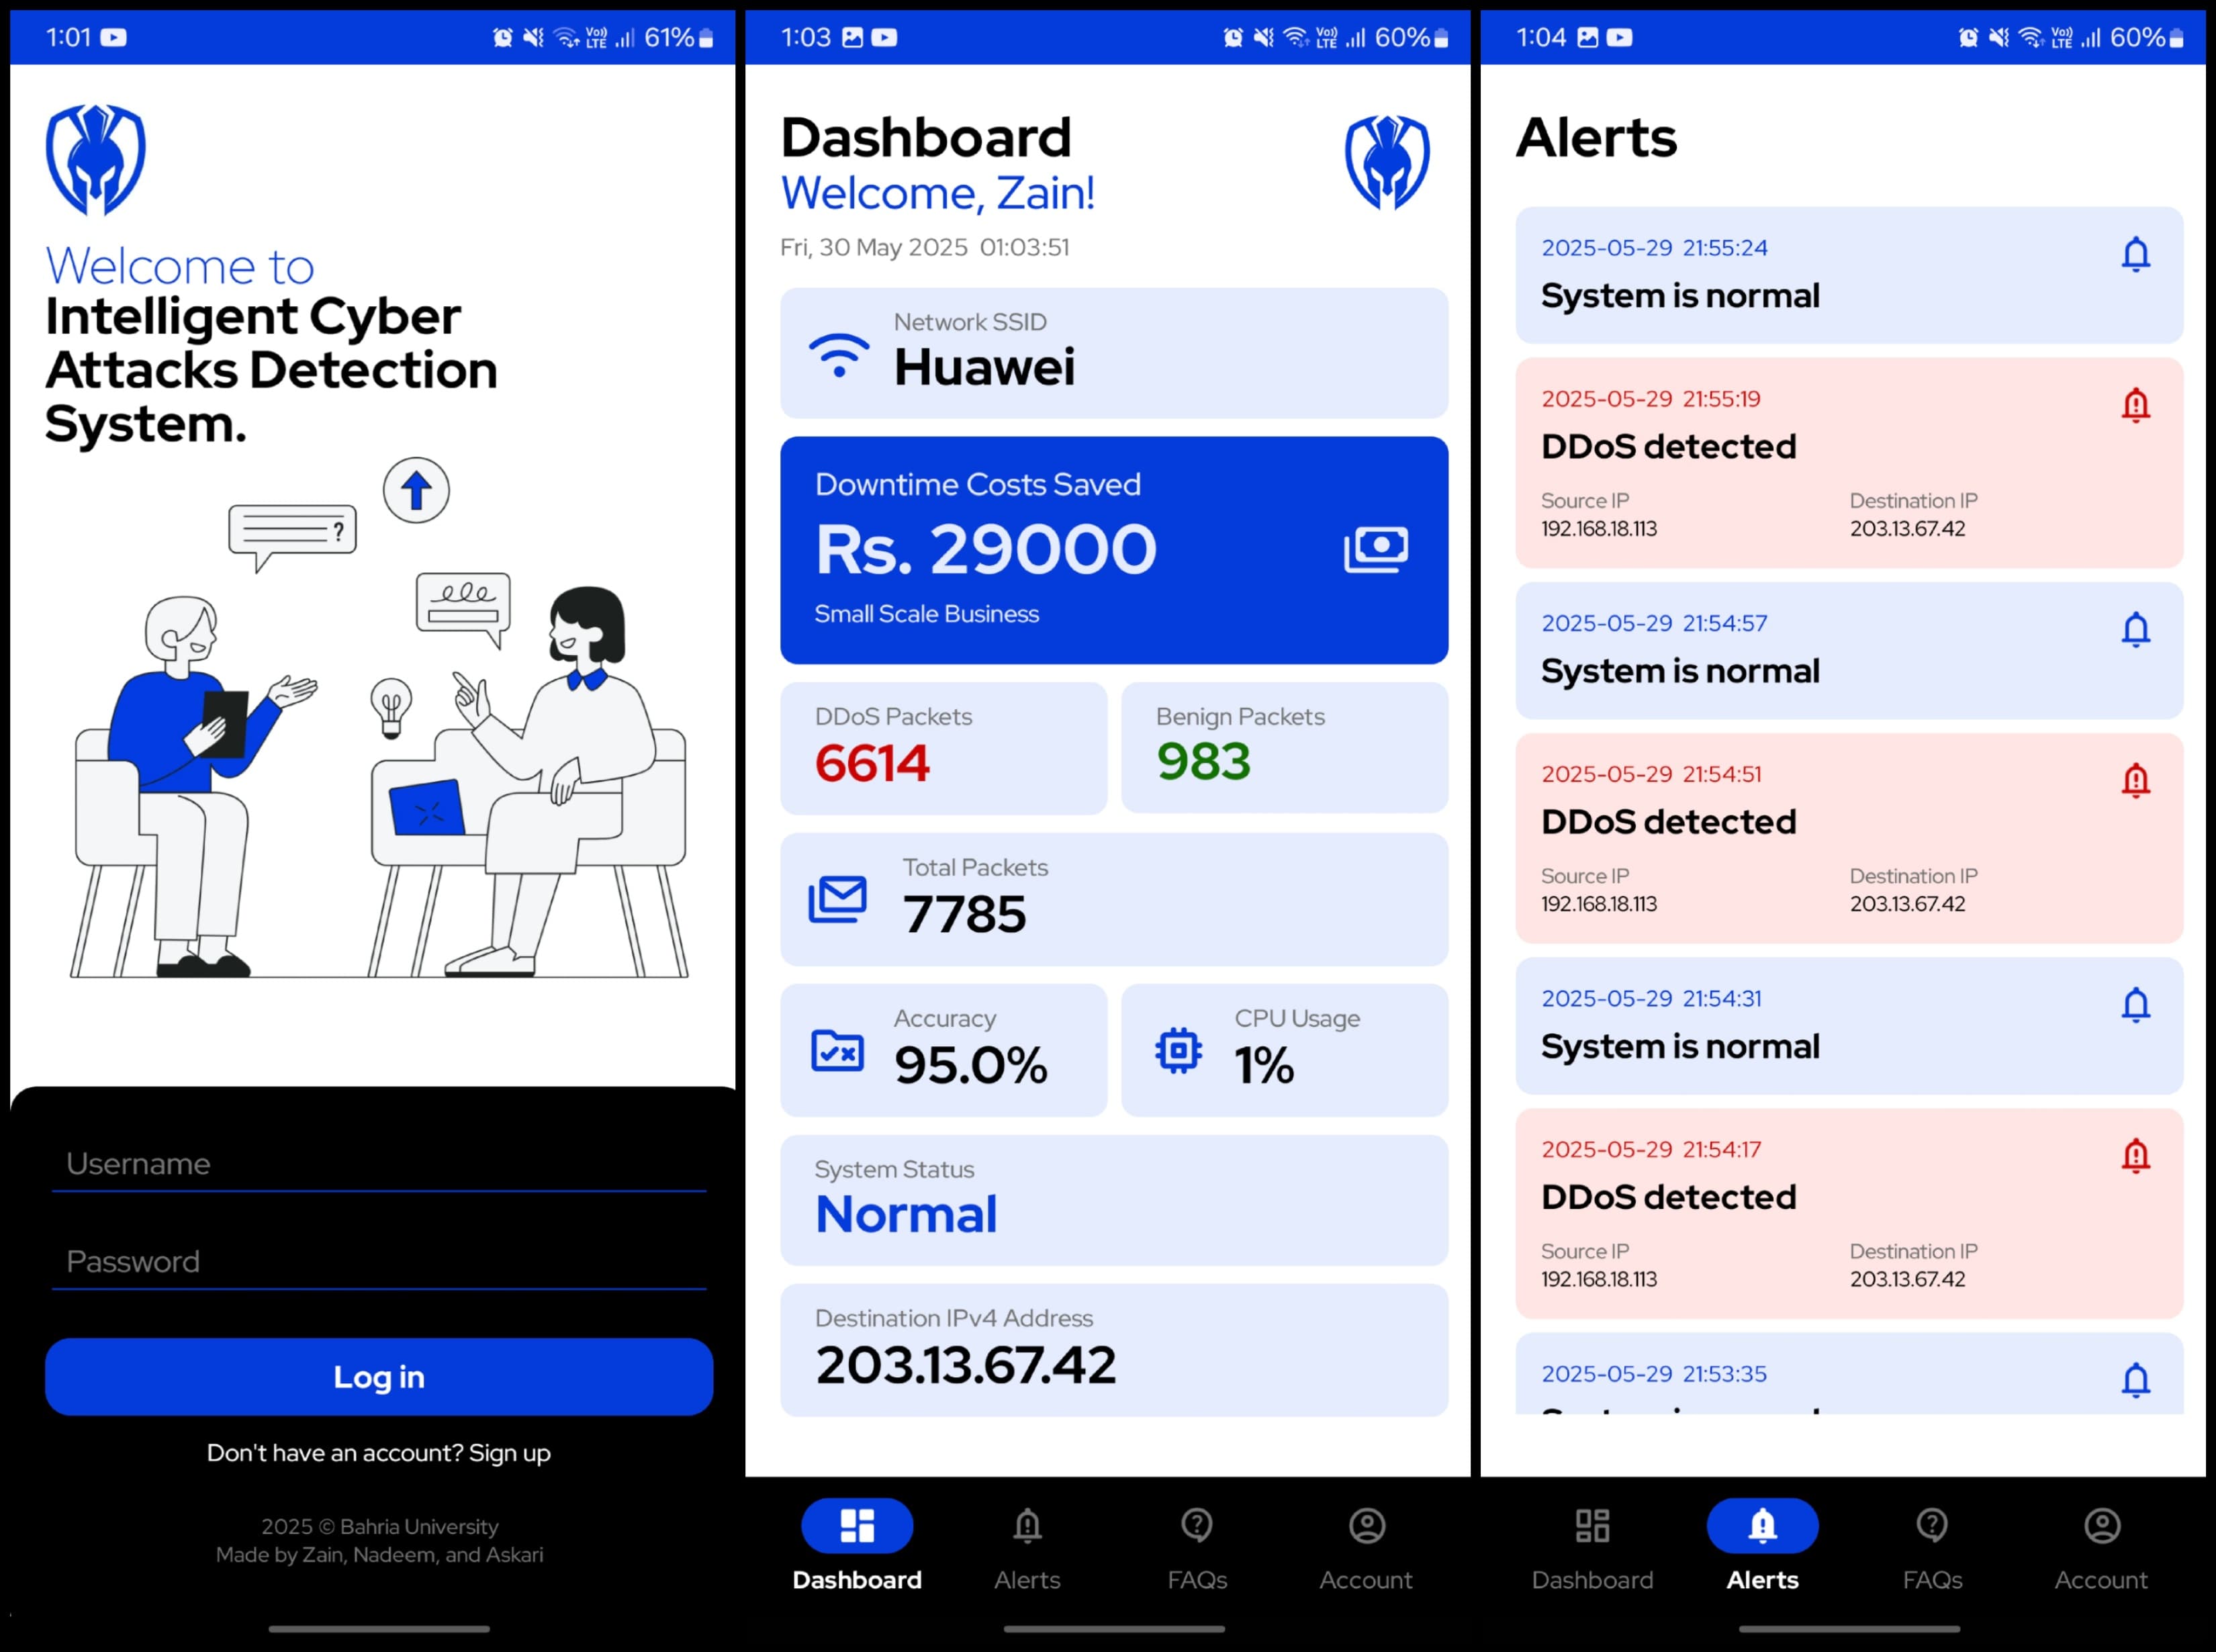 1:01
Vo)) LTE
61%
Welcome to
Intelligent Cyber
Attacks Detection
System.
?
Username
Password
Log in
Don't have an account? Sign up
2025 © Bahria University
Made by Zain, Nadeem, and Askari
1:03
Vo)) LTE
60%
Dashboard
Welcome, Zain!
Fri, 30 May 2025 01:03:51
Network SSID
Huawei
Downtime Costs Saved
Rs. 29000
Small Scale Business
DDoS Packets
6614
Benign Packets
983
Total Packets
7785
Accuracy
95.0%
CPU Usage
1%
System Status
Normal
Destination IPv4 Address
203.13.67.42
Dashboard
Alerts
FAQs
Account
1:04
Vo)) LTE
60%
Alerts
2025-05-29 21:55:24
System is normal
2025-05-29 21:55:19
DDoS detected
Source IP
192.168.18.113
Destination IP
203.13.67.42
2025-05-29 21:54:57
System is normal
2025-05-29 21:54:51
DDoS detected
Source IP
192.168.18.113
Destination IP
203.13.67.42
2025-05-29 21:54:31
System is normal
2025-05-29 21:54:17
DDoS detected
Source IP
192.168.18.113
Destination IP
203.13.67.42
2025-05-29 21:53:35
Dashboard
Alerts
FAQs
Account